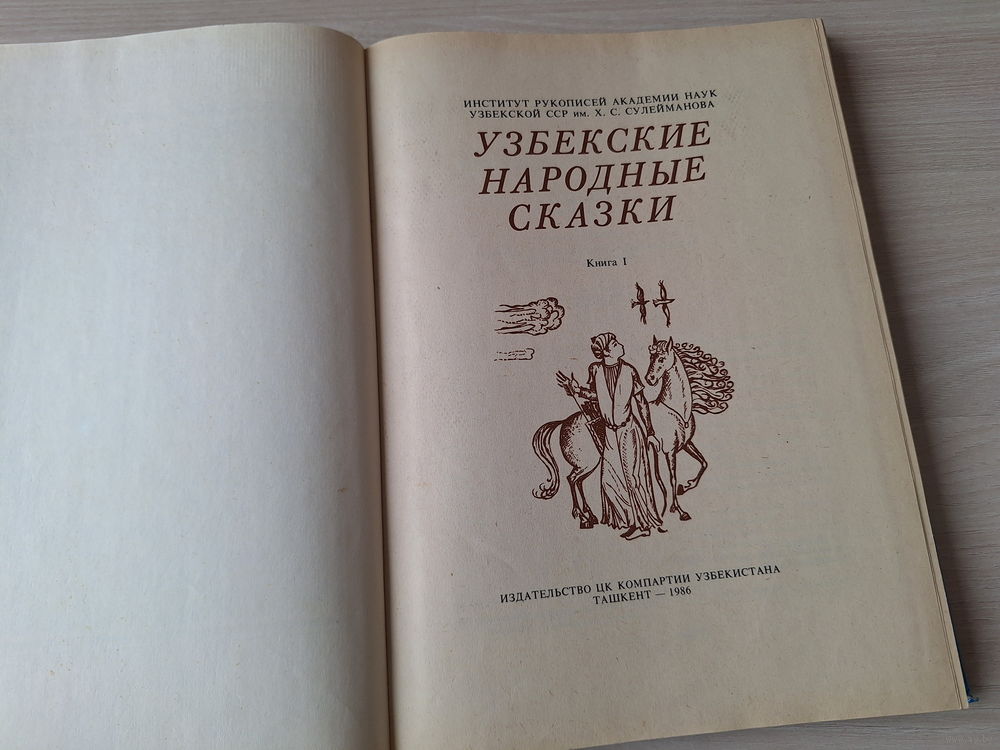 ИНСТИТУТ РУКОПИСЕЙ АКАДЕМИИ НАУК
УЗБЕКСКОЙ ССР им. Х. С. СУЛЕЙМАНОВА
УЗБЕКСКИЕ
НАРОДНЫЕ
СКАЗКИ
Книга I
ИЗДАТЕЛЬСТВО ЦК КОМПАРТИИ УЗБЕКИСТАНА
ТАШКЕНТ — 1986